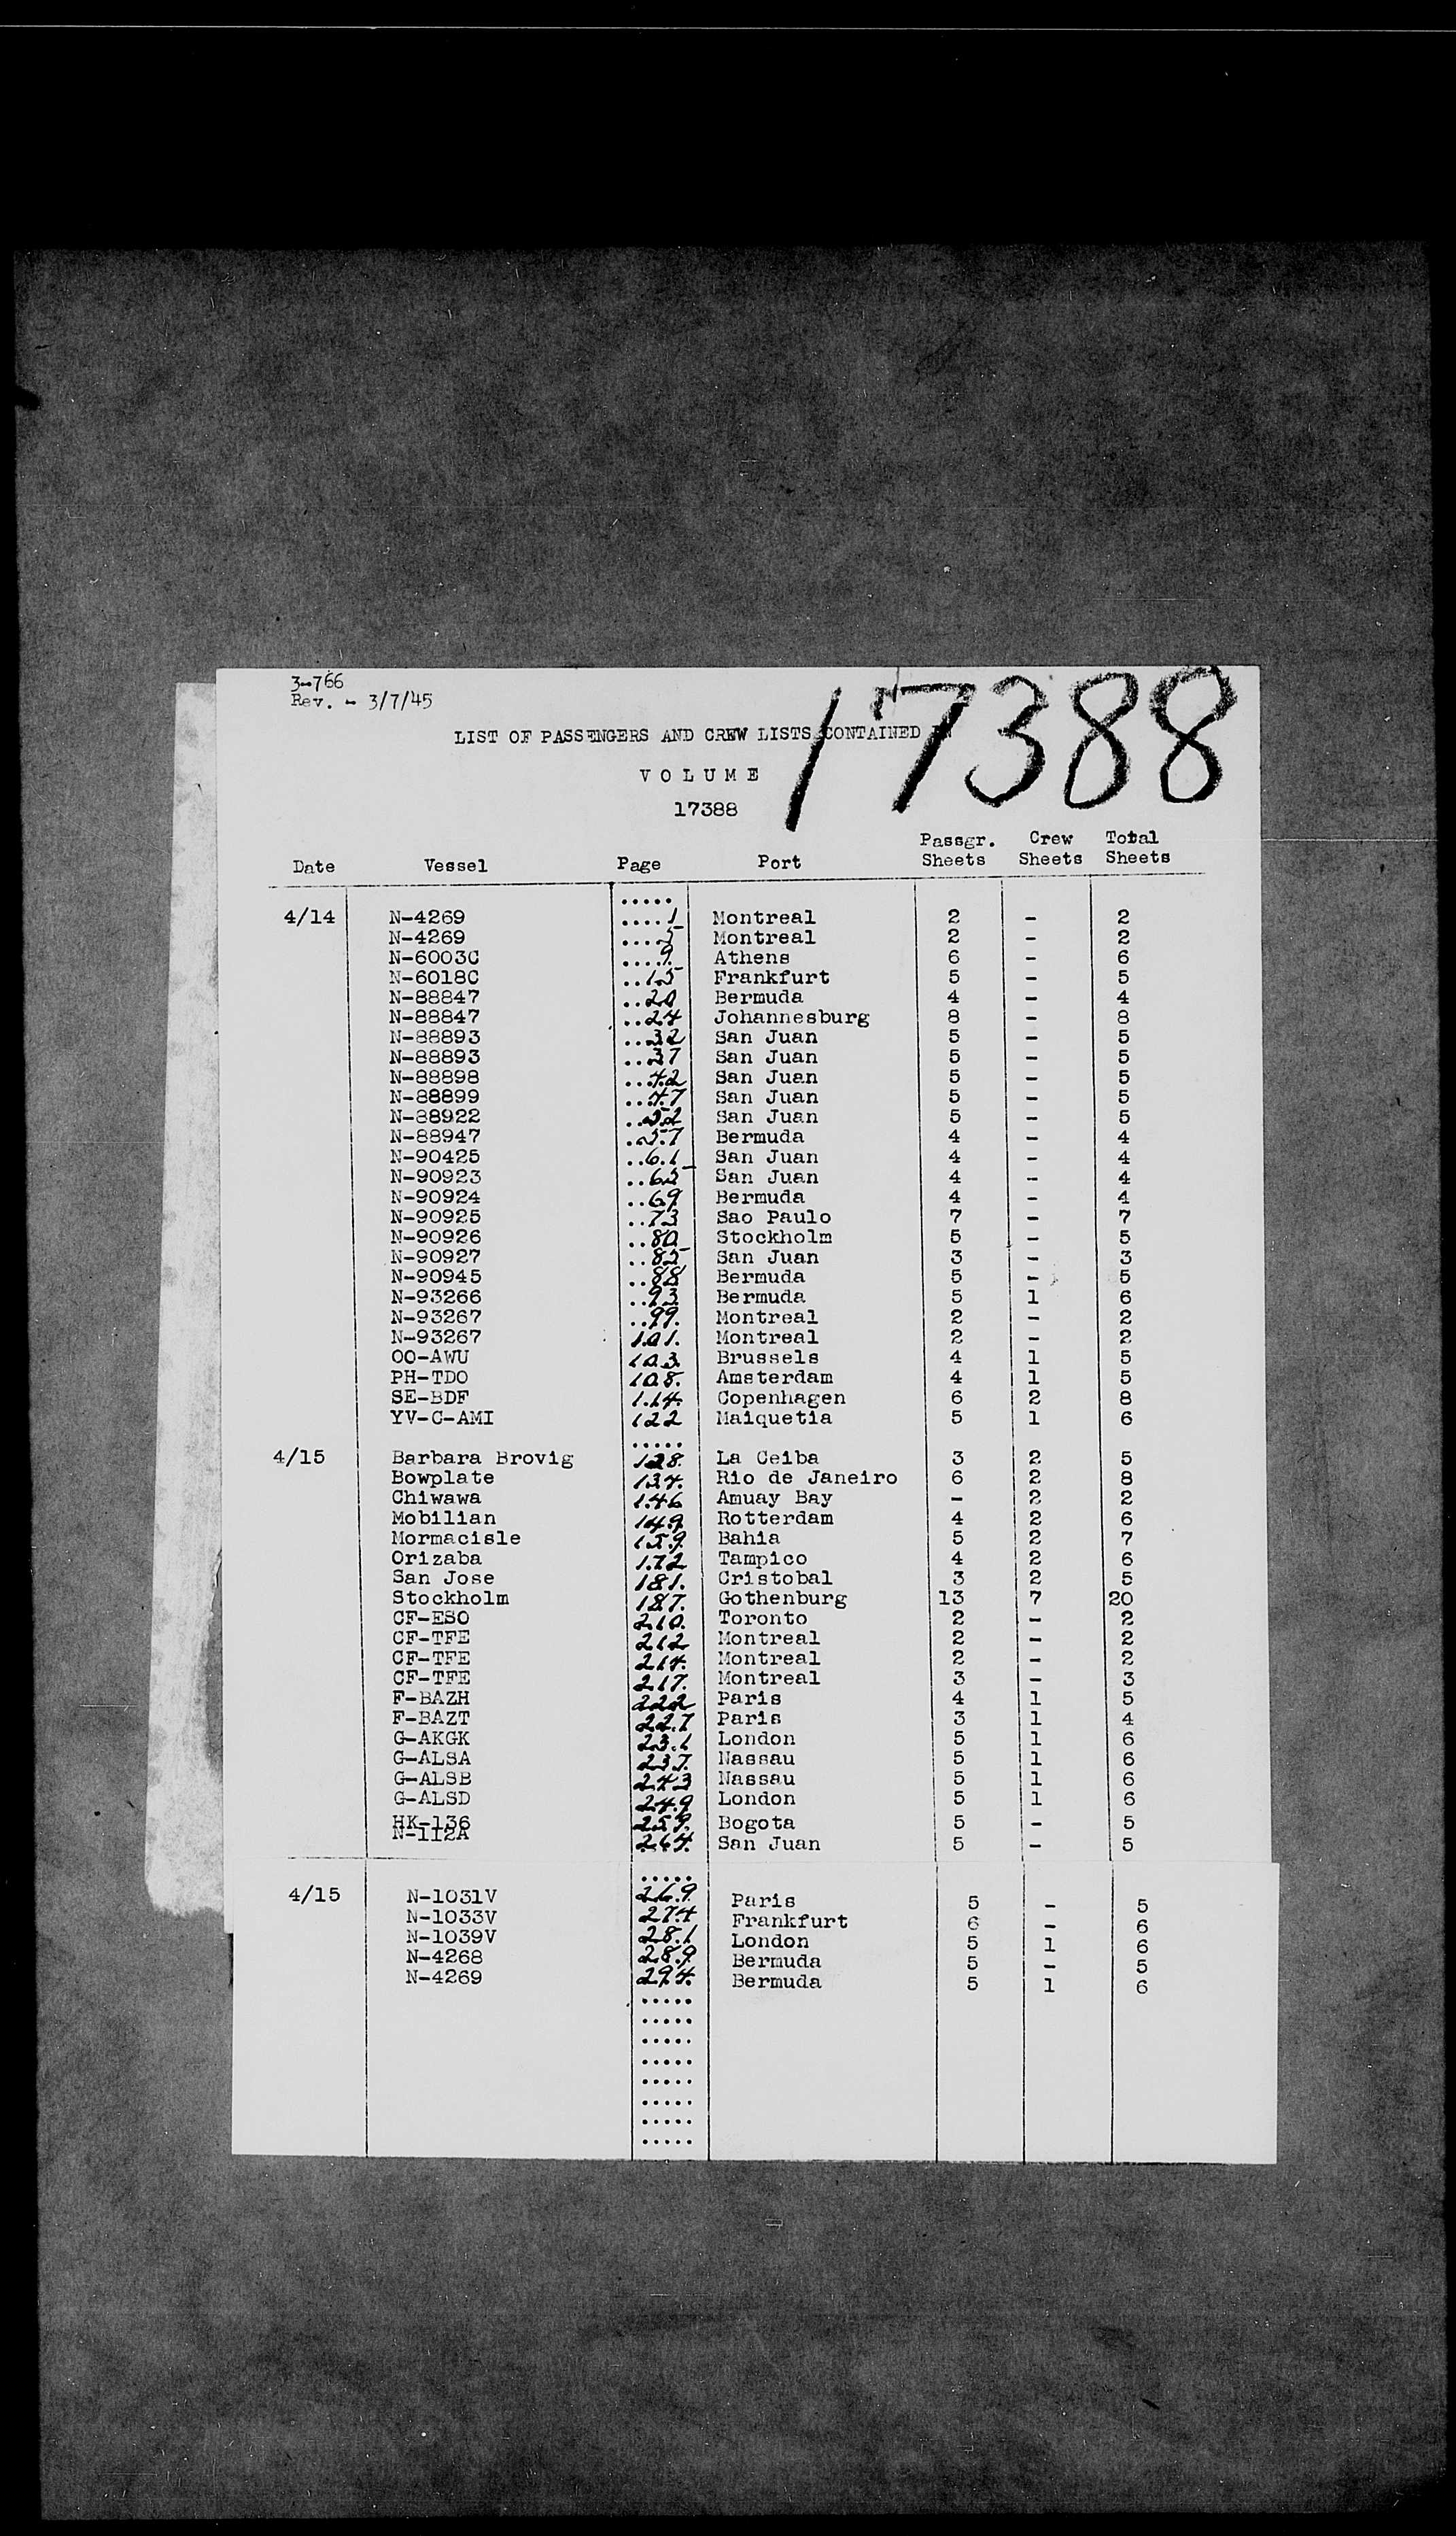 3-766
Rev. - 3/7/45
17388
LIST OF PASSENGERS AND CREW LISTS CONTAINED
VOLUME
17388
Date Vessel Page Port Passgr. Sheets Crew Sheets Total Sheets
.....
4/14 N-4269 .....1 Montreal 2 - 2
N-4269 ....5 Montreal 2 - 2
N-6003C ....9. Athens 6 - 6
N-6018C ..15 Frankfurt 5 - 5
N-88847 ..20 Bermuda 4 - 4
N-88847 ..24 Johannesburg 8 - 8
N-88893 ...32 San Juan 5 - 5
N-88893 ...37 San Juan 5 - 5
N-88898 ...42 San Juan 5 - 5
N-88899 ...47 San Juan 5 - 5
N-88922 ..52 San Juan 5 - 5
N-88947 ..57 Bermuda 4 - 4
N-90425 ..61 San Juan 4 - 4
N-90923 ..65 San Juan 4 - 4
N-90924 ..69 Bermuda 4 - 4
N-90925 ..73 Sao Paulo 7 - 7
N-90926 ..80 Stockholm 5 - 5
N-90927 ..85 San Juan 3 - 3
N-90945 ..88 Bermuda 5 - 5
N-93266 ..93 Bermuda 5 1 6
N-93267 ..99. Montreal 2 - 2
N-93267 101. Montreal 2 - 2
OO-AWU 103 Brussels 4 1 5
PH-TDO 108. Amsterdam 4 1 5
SE-BDF 114. Copenhagen 6 2 8
YV-C-AMI 122 Maiquetia 5 1 6
.....
4/15 Barbara Brovig 128. La Ceiba 3 2 5
Bowplate 134. Rio de Janeiro 6 2 8
Chiwawa 146 Amuay Bay - 2 2
Mobilian 149 Rotterdam 4 2 6
Mormacisle 159 Bahia 5 2 7
Orizaba 172 Tampico 4 2 6
San Jose 181. Cristobal 3 2 5
Stockholm 187. Gothenburg 13 7 20
CF-ESO 210. Toronto 2 - 2
CF-TFE 212 Montreal 2 - 2
CF-TFE 214. Montreal 2 - 2
CF-TFE 217. Montreal 3 - 3
F-BAZH 222 Paris 4 1 5
F-BAZT 227 Paris 3 1 4
G-AKGK 231 London 5 1 6
G-ALSA 237. Nassau 5 1 6
G-ALSB 243 Nassau 5 1 6
G-ALSD 249 London 5 1 6
HK-136 259. Bogota 5 - 5
N-112A 264. San Juan 5 - 5
.....
4/15 N-1031V 269 Paris 5 - 5
N-1033V 274 Frankfurt 6 - 6
N-1039V 281 London 5 1 6
N-4268 289 Bermuda 5 - 5
N-4269 294. Bermuda 5 1 6
.....
.....
.....
.....
.....
.....
.....
.....